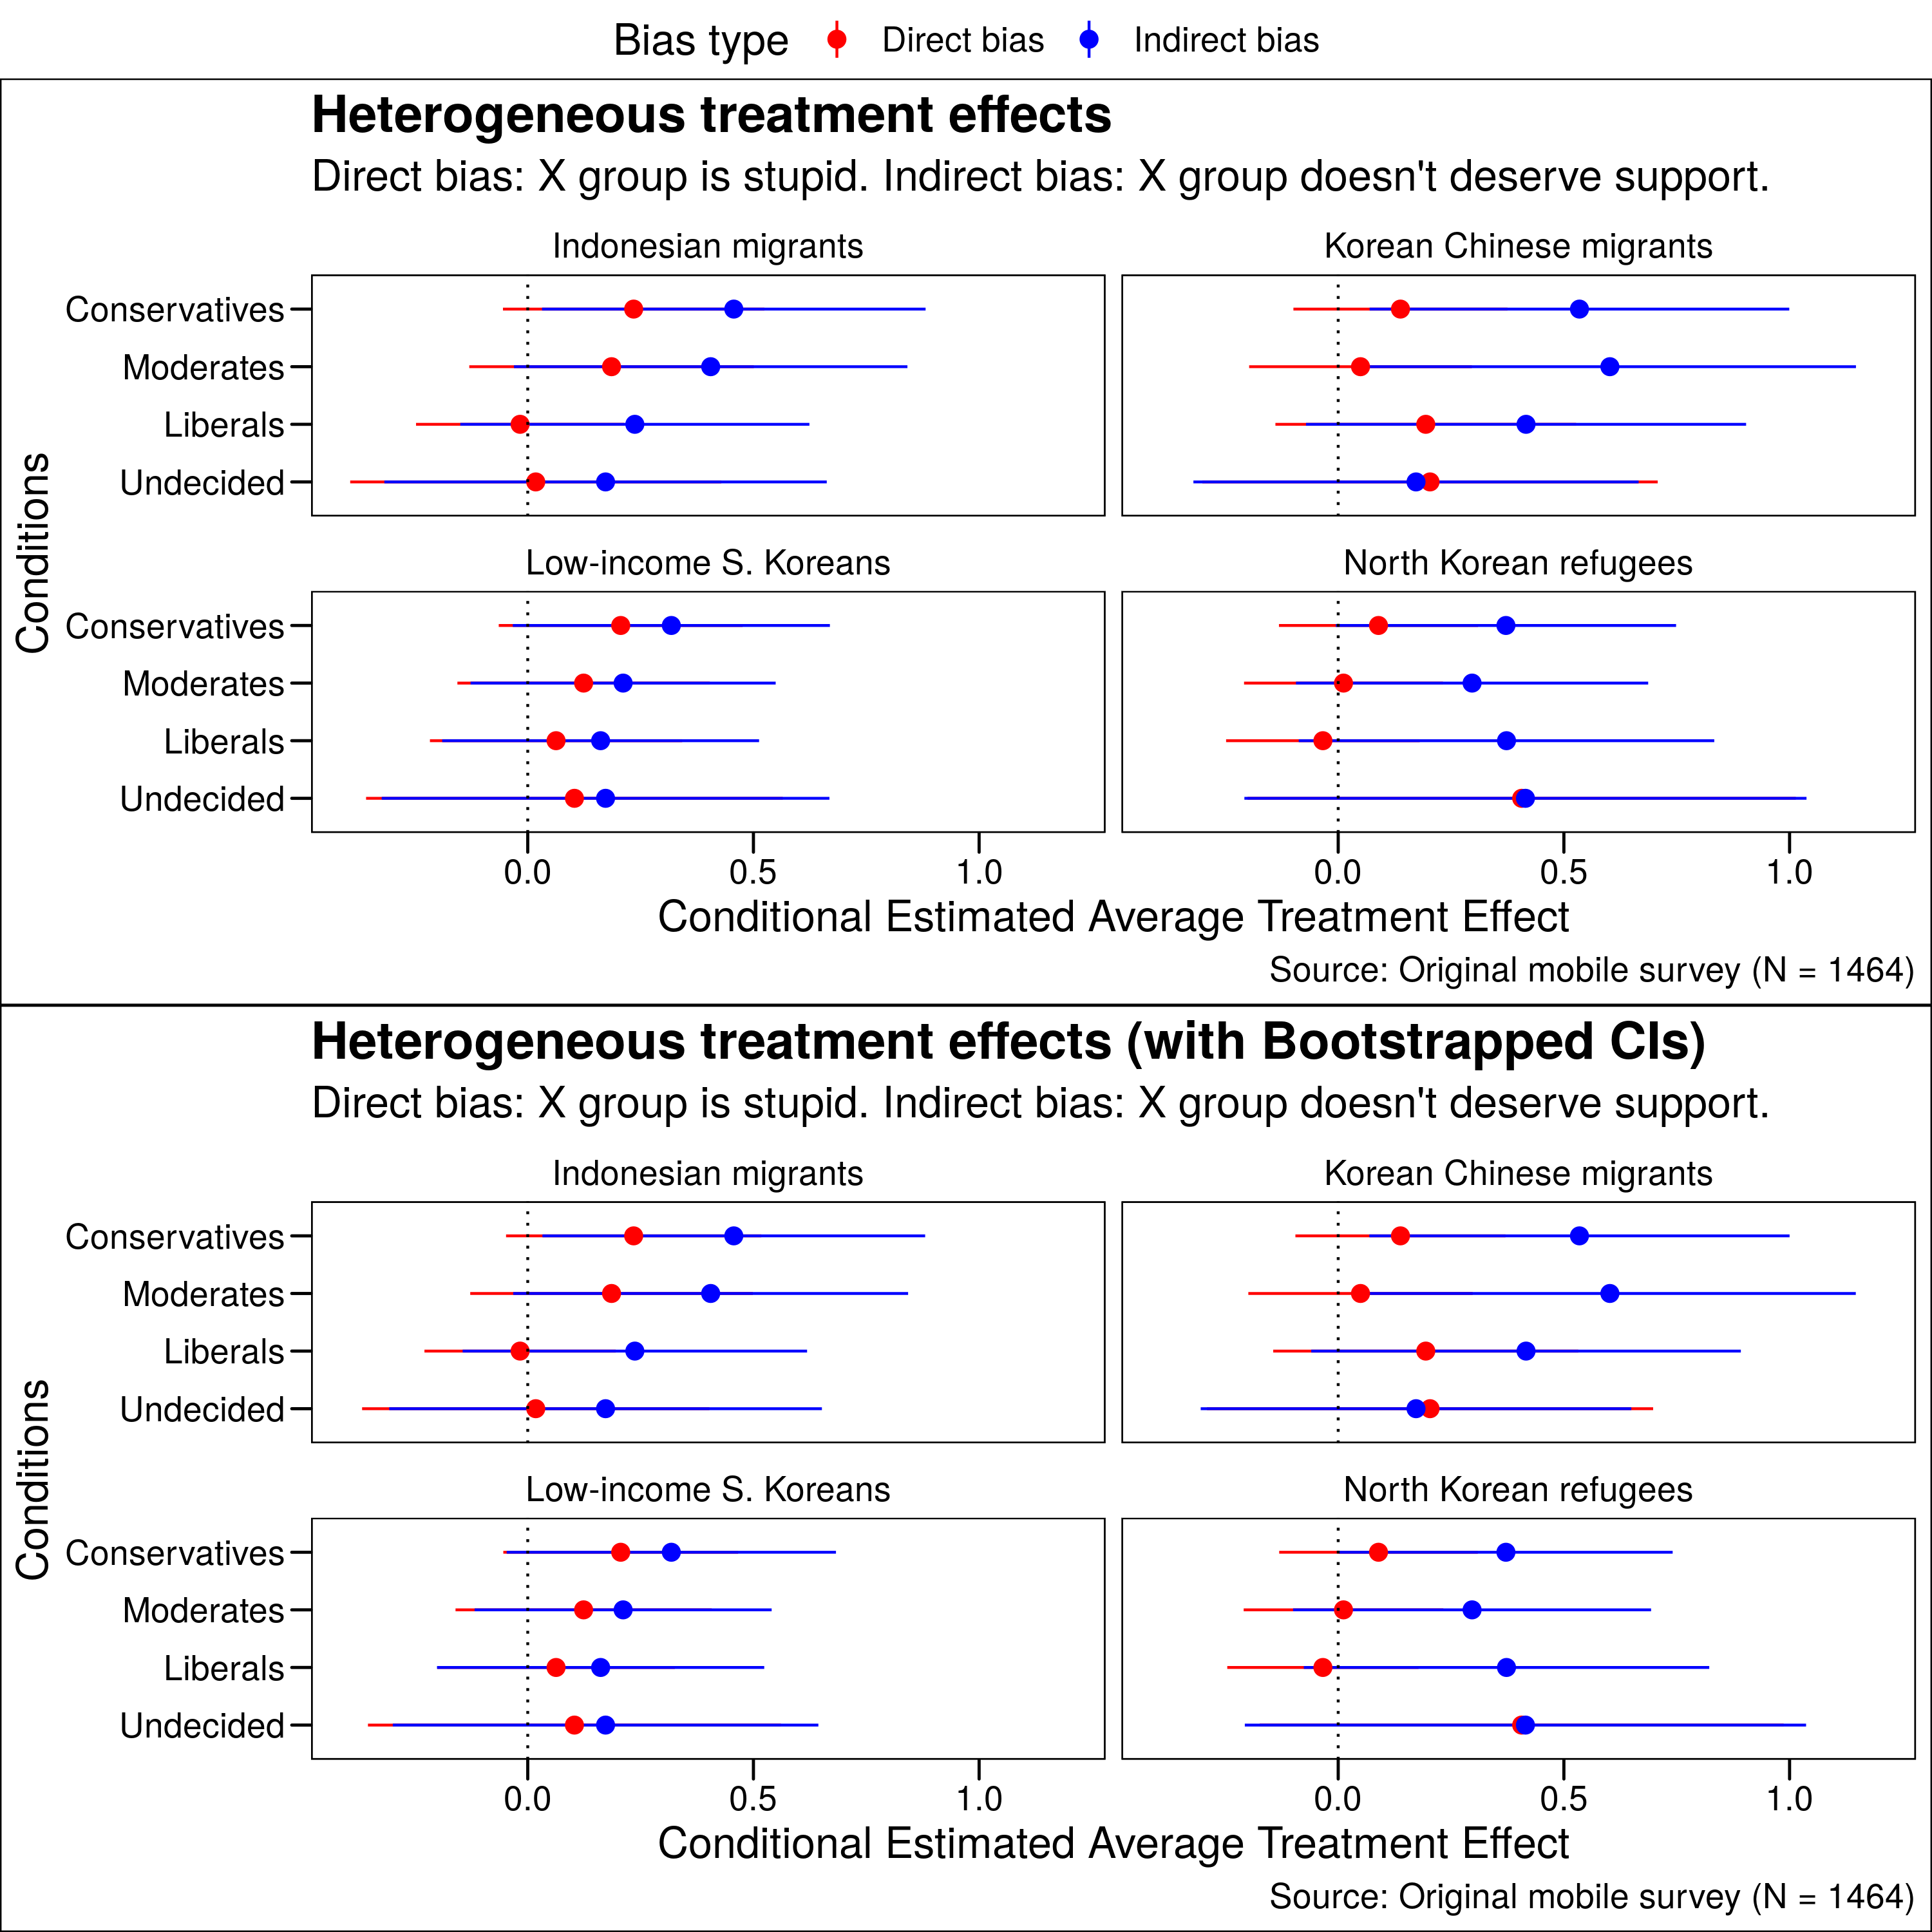 Bias type Direct bias Indirect bias
Heterogeneous treatment effects
Direct bias: X group is stupid. Indirect bias: X group doesn't deserve support.
Indonesian migrants
Korean Chinese migrants
Conservatives
Moderates
Liberals
Undecided
Low-income S. Koreans
North Korean refugees
Conservatives
Moderates
Liberals
Undecided
Conditions
0.0 0.5 1.0
0.0 0.5 1.0
Conditional Estimated Average Treatment Effect
Source: Original mobile survey (N = 1464)
Heterogeneous treatment effects (with Bootstrapped CIs)
Direct bias: X group is stupid. Indirect bias: X group doesn't deserve support.
Indonesian migrants
Korean Chinese migrants
Conservatives
Moderates
Liberals
Undecided
Low-income S. Koreans
North Korean refugees
Conservatives
Moderates
Liberals
Undecided
Conditions
0.0 0.5 1.0
0.0 0.5 1.0
Conditional Estimated Average Treatment Effect
Source: Original mobile survey (N = 1464)